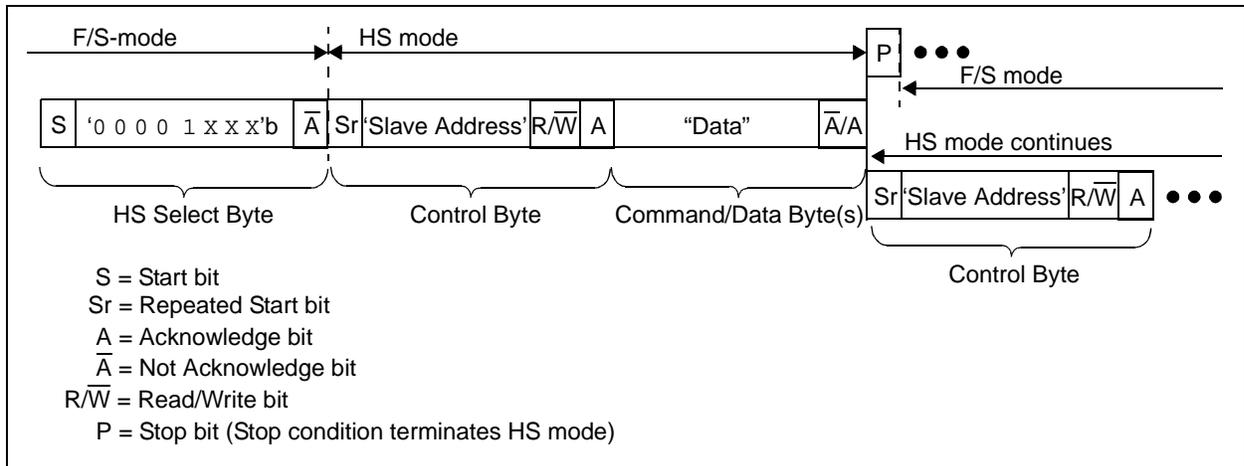 F/S-mode HS mode
P ● ● ●
F/S mode
S ‘0 0 0 0 1 X X X’b A̅ Sr ‘Slave Address’ R/W̅ A “Data” A̅/A
HS mode continues
HS Select Byte Control Byte Command/Data Byte(s)
Sr ‘Slave Address’ R/W̅ A ● ● ●
Control Byte
S = Start bit
Sr = Repeated Start bit
A = Acknowledge bit
A̅ = Not Acknowledge bit
R/W̅ = Read/Write bit
P = Stop bit (Stop condition terminates HS mode)